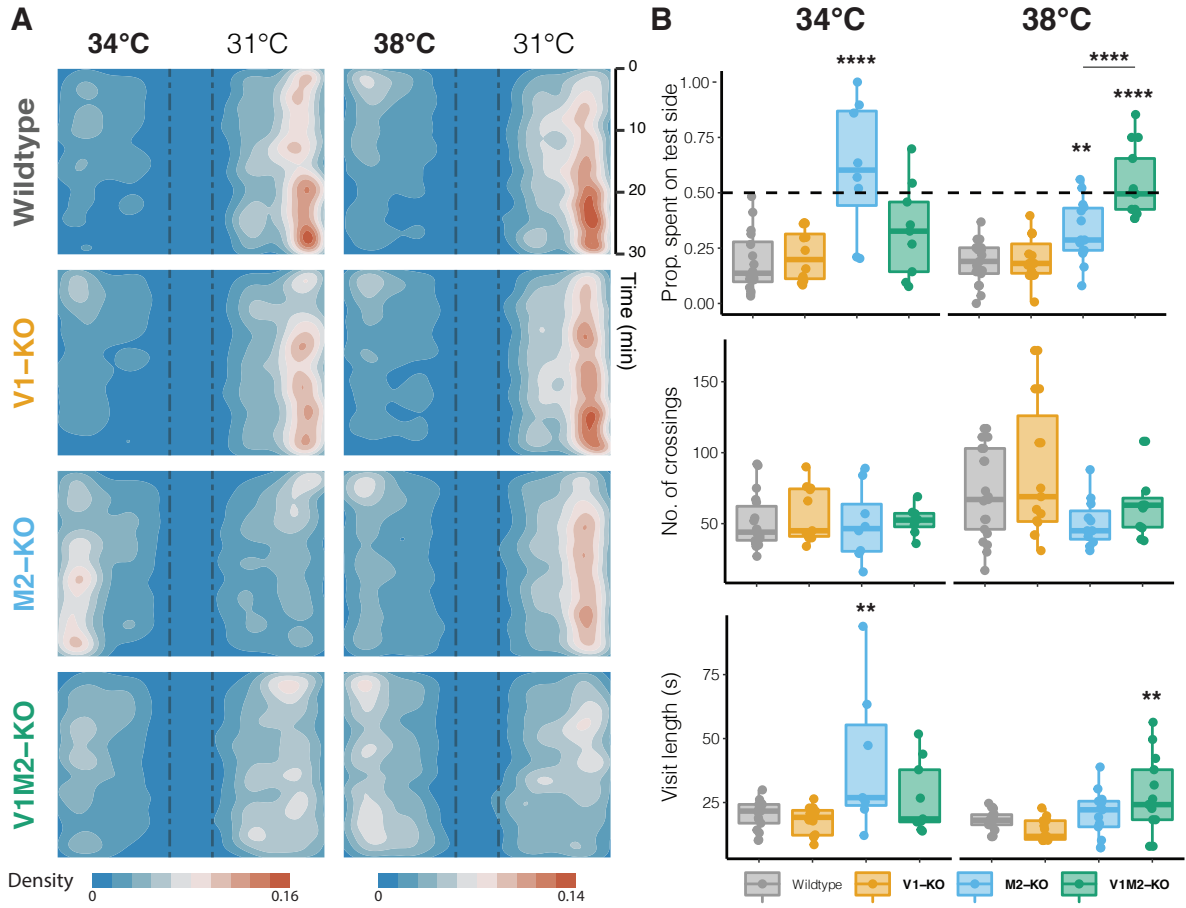 A
34°C 31°C 38°C 31°C
Wildtype
V1–KO
M2–KO
V1M2–KO
0
10
20
30
Time (min)
Density
0 0.16
0 0.14
B
34°C 38°C
Prop. spent on test side
1.00
0.75
0.50
0.25
0.00
****
**
****
****
No. of crossings
150
100
50
Visit length (s)
75
50
25
**
**
Wildtype V1–KO M2–KO V1M2–KO